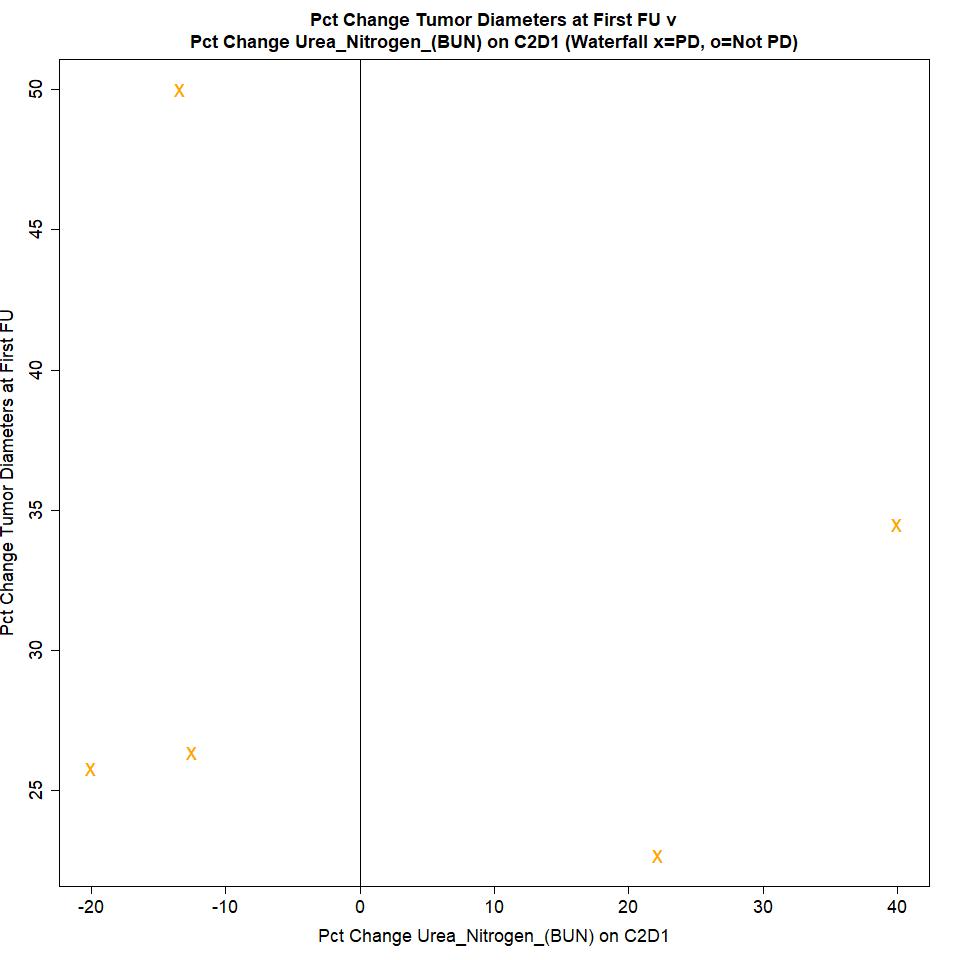 Pct Change Tumor Diameters at First FU v
Pct Change Urea_Nitrogen_(BUN) on C2D1 (Waterfall x=PD, o=Not PD)
Pct Change Tumor Diameters at First FU
50
45
40
35
30
25
X
X
X
X
X
-20
-10
0
10
20
30
40
Pct Change Urea_Nitrogen_(BUN) on C2D1